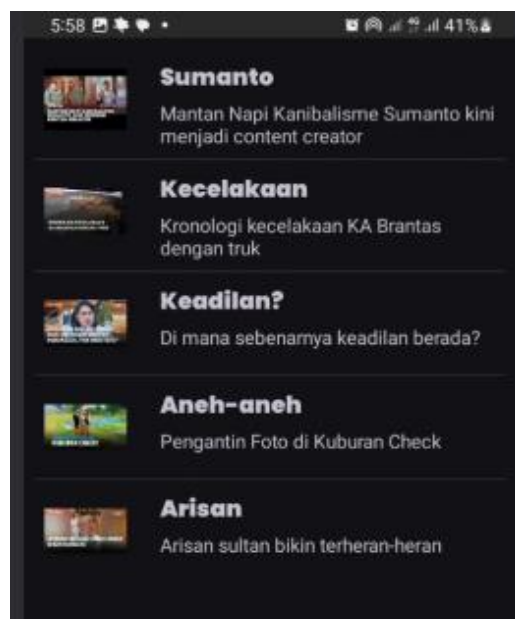 5:58
41%
Sumanto
Mantan Napi Kanibalisme Sumanto kini
menjadi content creator
Kecelakaan
Kronologi kecelakaan KA Brantas
dengan truk
Keadilan?
Di mana sebenarnya keadilan berada?
Aneh-aneh
Pengantin Foto di Kuburan Check
Arisan
Arisan sultan bikin terheran-heran